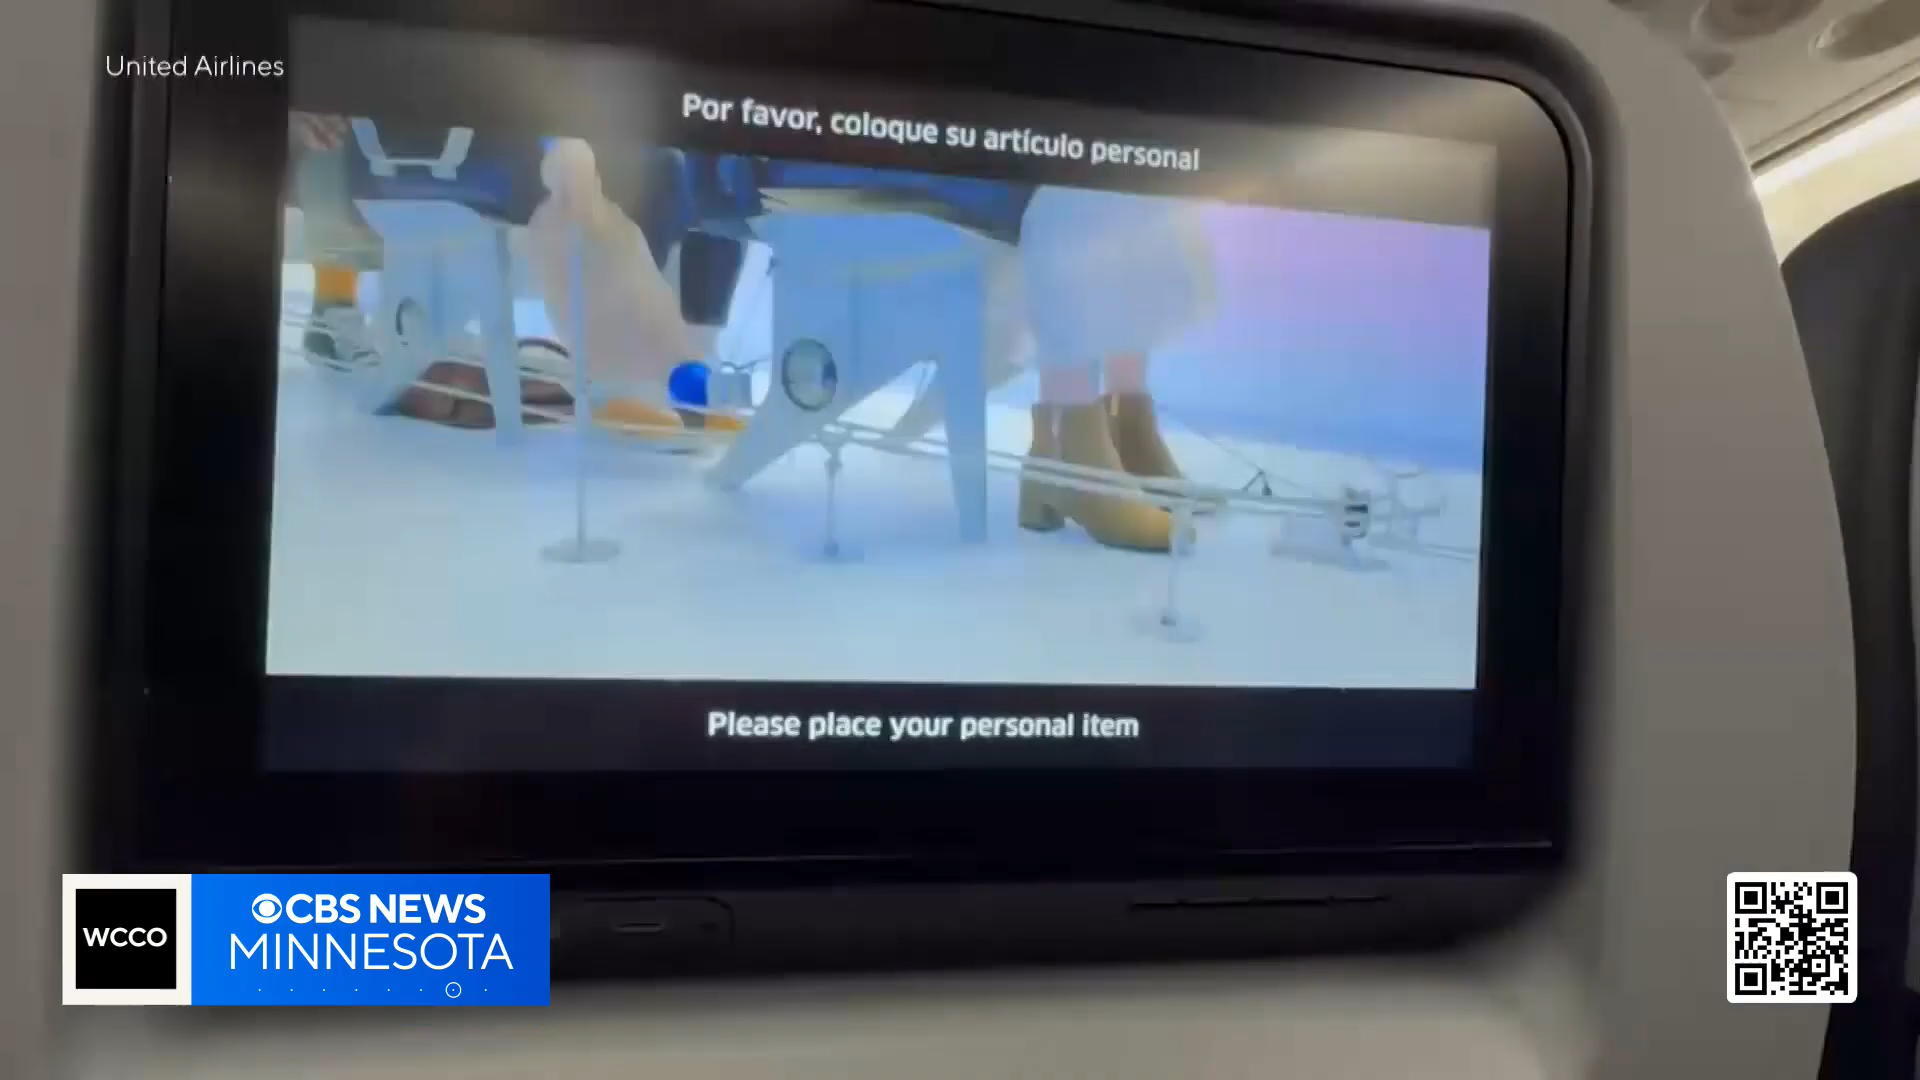 United Airlines
Por favor, coloque su artículo personal
Please place your personal item
WCCO
CBS NEWS
MINNESOTA